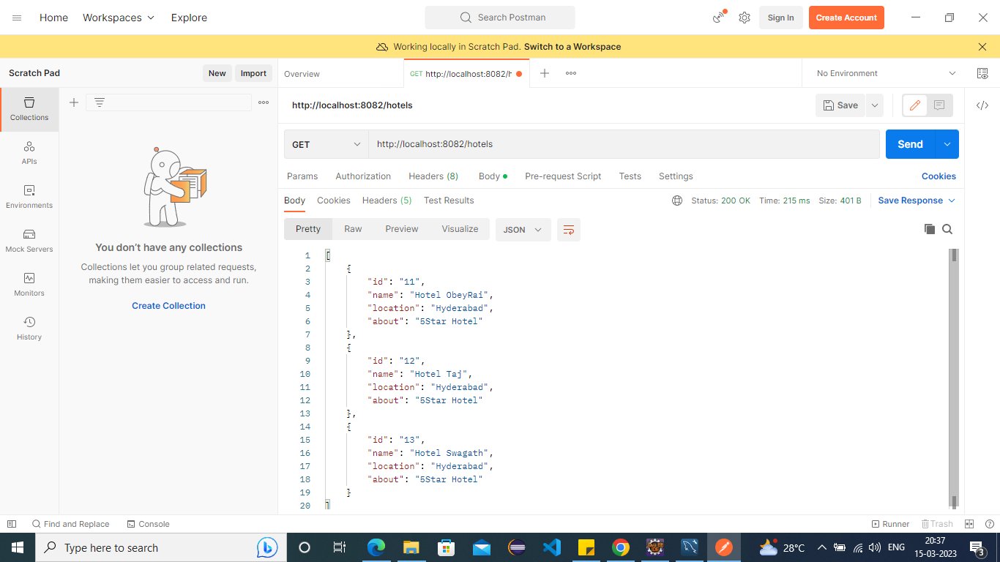 Home Workspaces Explore Search Postman Sign In Create Account
Working locally in Scratch Pad. Switch to a Workspace
Scratch Pad New Import Overview GET http://localhost:8082/h No Environment
http://localhost:8082/hotels Save
GET http://localhost:8082/hotels Send
Params Authorization Headers (8) Body Pre-request Script Tests Settings Cookies
Body Cookies Headers (5) Test Results Status: 200 OK Time: 215 ms Size: 401 B Save Response
Pretty Raw Preview Visualize JSON
Collections
APIs
Environments
Mock Servers
Monitors
History
You don't have any collections
Collections let you group related requests,
making them easier to access and run.
Create Collection
1 [
2 {
3 "id": "11",
4 "name": "Hotel ObeyRai",
5 "location": "Hyderabad",
6 "about": "5Star Hotel"
7 },
8 {
9 "id": "12",
10 "name": "Hotel Taj",
11 "location": "Hyderabad",
12 "about": "5Star Hotel"
13 },
14 {
15 "id": "13",
16 "name": "Hotel Swagath",
17 "location": "Hyderabad",
18 "about": "5Star Hotel"
19 }
20 ]
Find and Replace Console Runner Trash
Type here to search 28°C ENG 20:37
15-03-2023 3